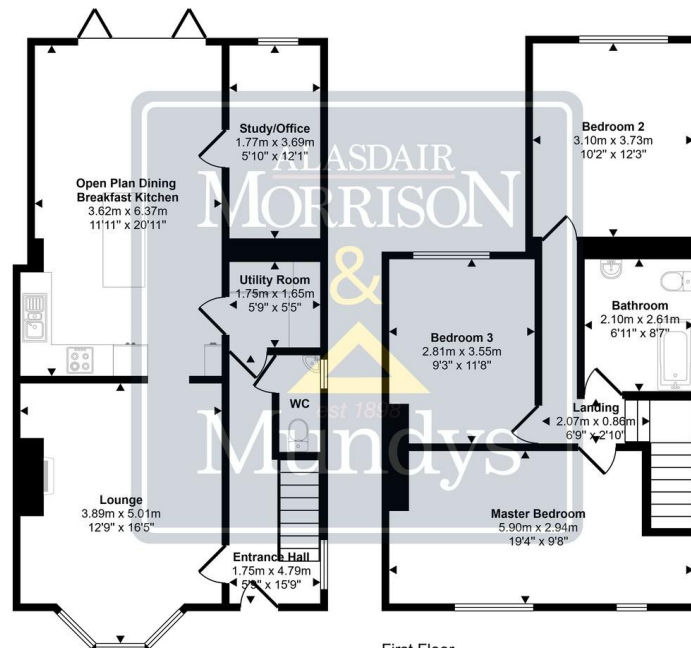 Study/Office
1.77m x 3.69m
5'10" x 12'1"
Open Plan Dining
Breakfast Kitchen
3.62m x 6.37m
11'11" x 20'11"
Utility Room
1.75m x 1.65m
5'9" x 5'5"
WC
Lounge
3.89m x 5.01m
12'9" x 16'5"
Entrance Hall
1.75m x 4.79m
5'9" x 15'9"
Bedroom 2
3.10m x 3.73m
10'2" x 12'3"
Bedroom 3
2.81m x 3.55m
9'3" x 11'8"
Bathroom
2.10m x 2.61m
6'11" x 8'7"
Landing
2.07m x 0.86m
6'9" x 2'10"
Master Bedroom
5.90m x 2.94m
19'4" x 9'8"
First Floor
ALASDAIR
MORRISON
&
est 1898
Mundys